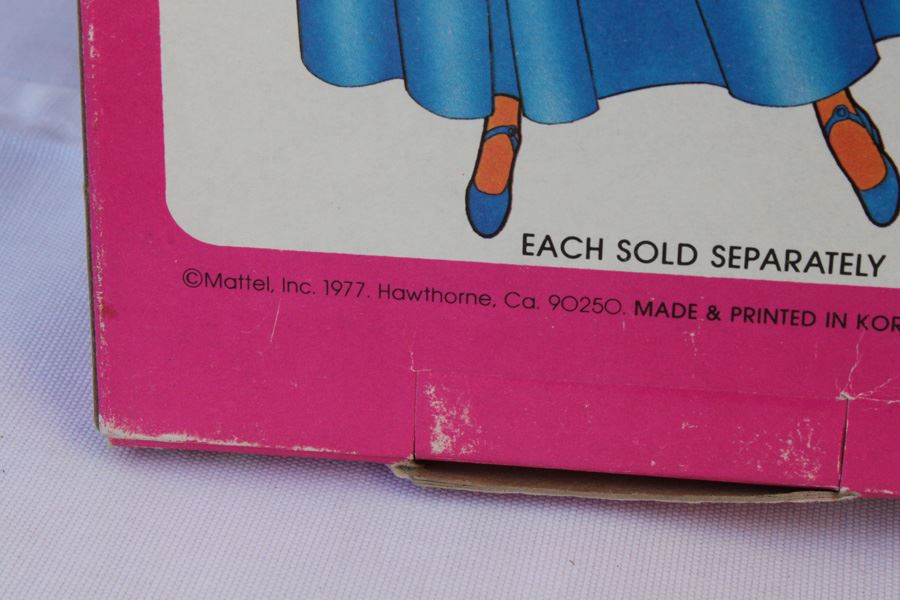 EACH SOLD SEPARATELY
©Mattel, Inc. 1977. Hawthorne, Ca. 90250. MADE & PRINTED IN KOR